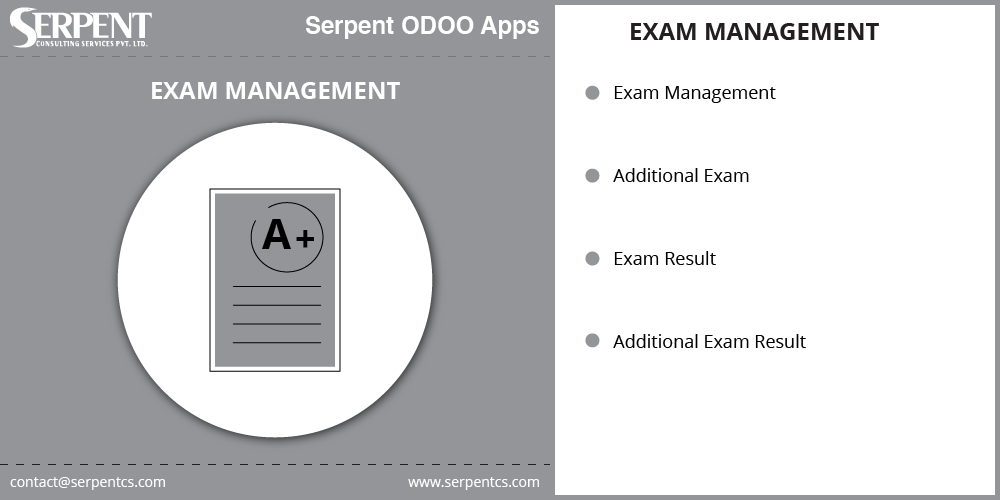 SERPENT
CONSULTING SERVICES PVT. LTD.
Serpent ODOO Apps
EXAM MANAGEMENT
A+
contact@serpentcs.com
www.serpentcs.com
EXAM MANAGEMENT
Exam Management
Additional Exam
Exam Result
Additional Exam Result